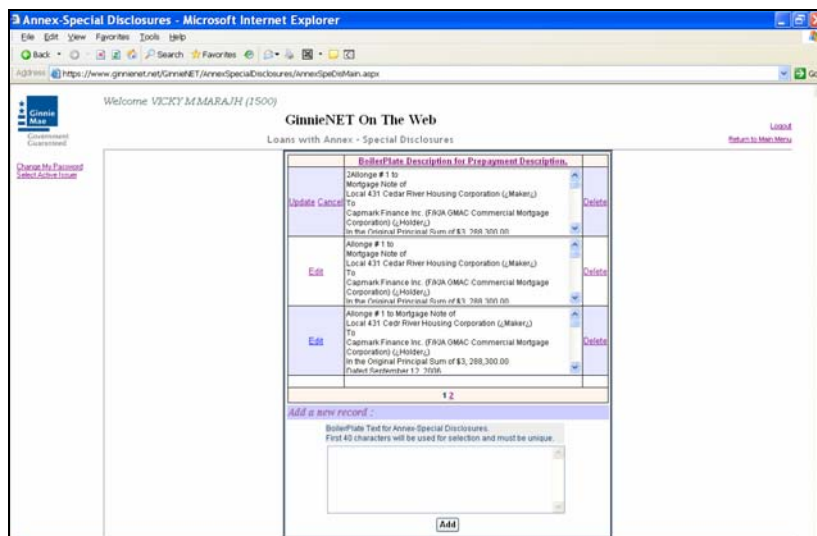 Annex-Special Disclosures - Microsoft Internet Explorer
File Edit View Favorites Tools Help
Back Search Favorites
Address https://www.ginnienet.net/GinnieNET/AnnexSpecialDisclosures/AnnexSpeDisMain.aspx Go
Welcome VICKY M MARAJH (1500)
Ginnie Mae
Government Guaranteed
GinnieNET On The Web
Logout
Loans with Annex - Special Disclosures
Return to Main Menu
Change My Password
Select Active Issuer
BoilerPlate Description for Prepayment Description.
2Allonge # 1 to
Mortgage Note of
Local 431 Cedar River Housing Corporation (¿Maker¿)
Update Cancel To Delete
Capmark Finance Inc. (F/K/A GMAC Commercial Mortgage
Corporation) (¿Holder¿)
In the Original Principal Sum of $3, 288,300.00
Allonge # 1 to
Mortgage Note of
Local 431 Cedar River Housing Corporation (¿Maker¿)
Edit To Delete
Capmark Finance Inc. (F/K/A GMAC Commercial Mortgage
Corporation) (¿Holder¿)
In the Original Principal Sum of $3, 288,300.00
Allonge # 1 to Mortgage Note of
Local 431 Cedr River Housing Corporation (¿Maker¿)
To
Edit Capmark Finance Inc. (F/K/A GMAC Commercial Mortgage Delete
Corporation) (¿Holder¿)
In the Original Principal Sum of $3, 288,300.00
Dated September 12, 2006
1 2
Add a new record :
BoilerPlate Text for Annex-Special Disclosures.
First 40 characters will be used for selection and must be unique.
Add